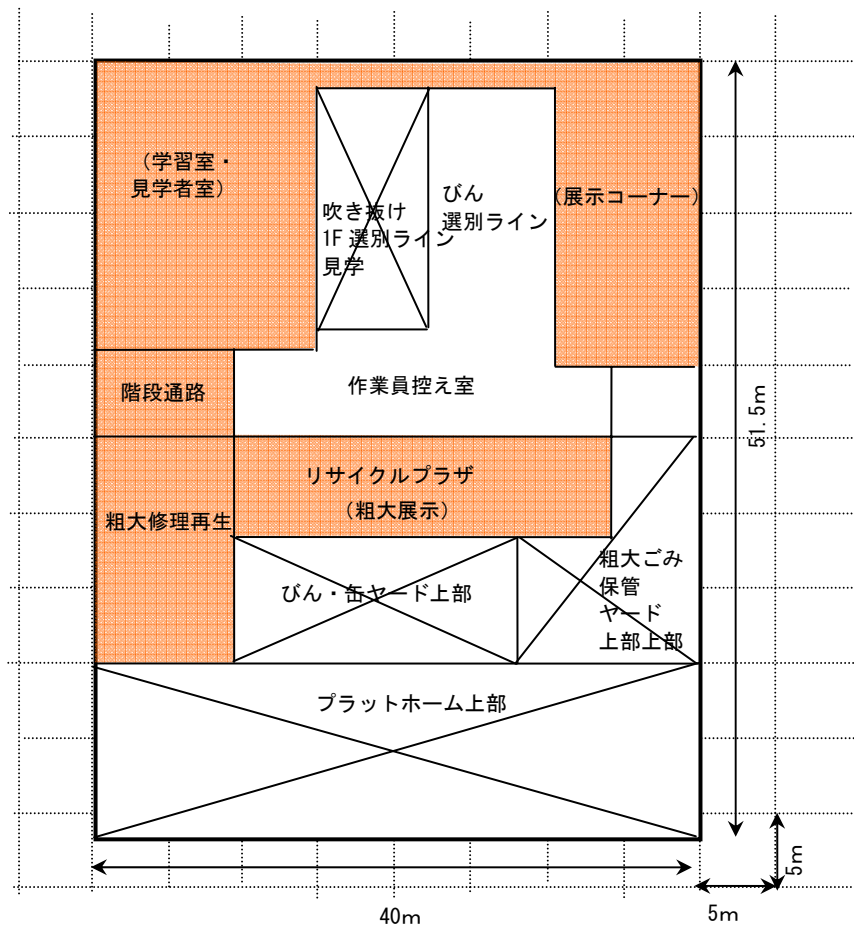 （学習室・
見学者室）
吹き抜け
1F 選別ライン
見学
びん
選別ライン
（展示コーナー）
階段通路
作業員控え室
51.5m
リサイクルプラザ
（粗大展示）
粗大修理再生
びん・缶ヤード上部
粗大ごみ
保管
ヤード
上部上部
プラットホーム上部
5m
40m
5m